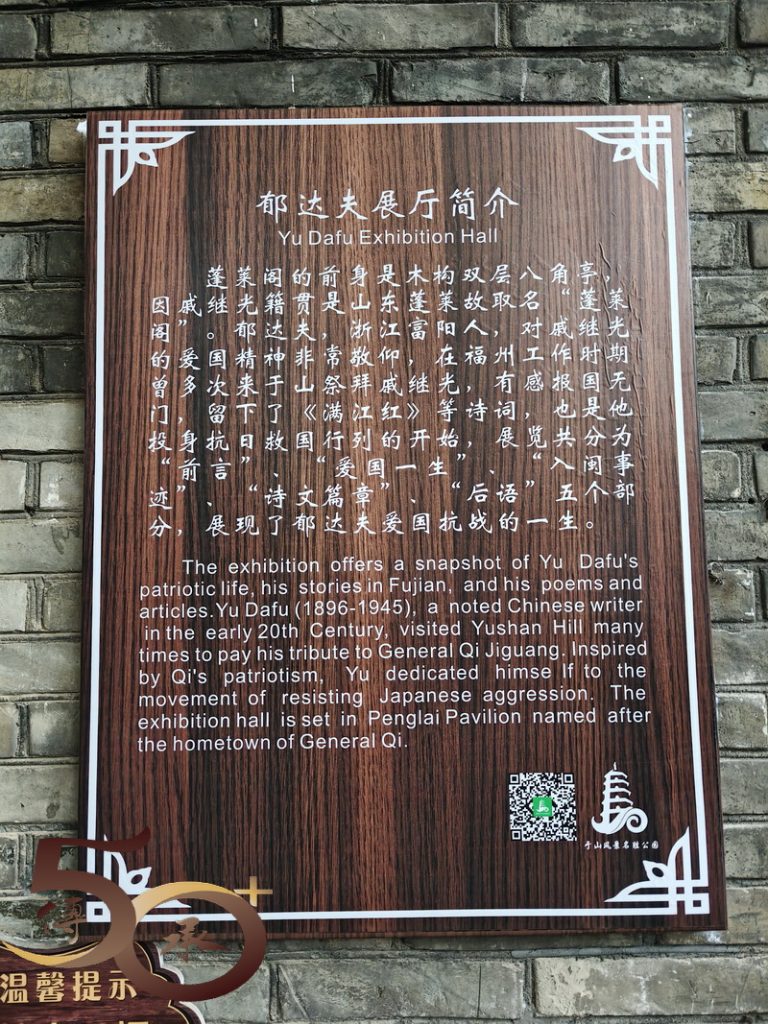 郁达夫展厅简介
Yu Dafu Exhibition Hall
蓬莱阁的前身是木构双层八角亭，
因戚继光籍贯是山东蓬莱故取名“蓬莱
阁”。郁达夫，浙江富阳人，对戚继光
的爱国精神非常敬仰，在福州工作时期
曾多次来于山祭拜戚继光，有感报国无
门，留下了《满江红》等诗词，也是他
投身抗日救国行列的开始，展览共分为
“前言”、“爱国一生”、“入闽事
迹”、“诗文篇章”、“后语”五个部
分，展现了郁达夫爱国抗战的一生。
The exhibition offers a snapshot of Yu Dafu's
patriotic life, his stories in Fujian, and his poems and
articles.Yu Dafu (1896-1945), a noted Chinese writer
in the early 20th Century, visited Yushan Hill many
times to pay his tribute to General Qi Jiguang. Inspired
by Qi's patriotism, Yu dedicated himse lf to the
movement of resisting Japanese aggression. The
exhibition hall is set in Penglai Pavilion named after
the hometown of General Qi.
于山风景名胜公园
50+
傳承
温馨提示